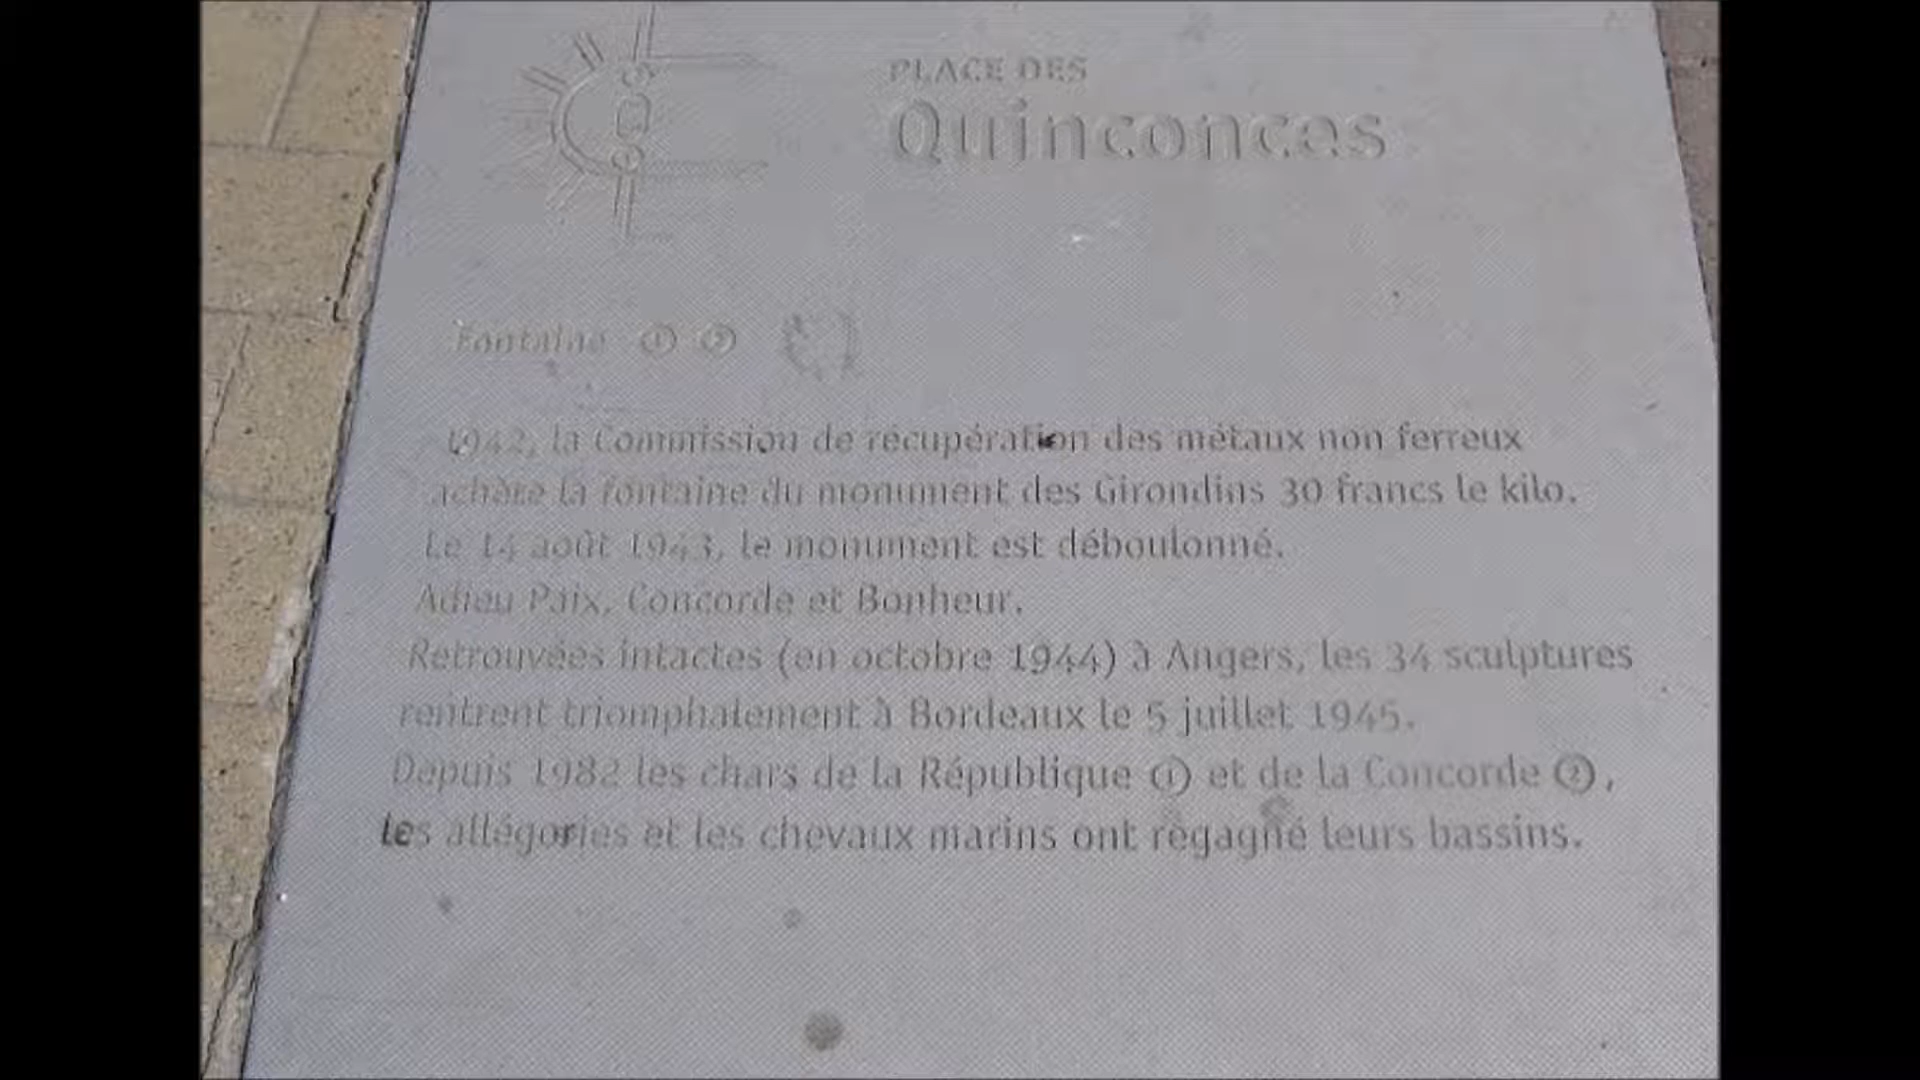 PLACE DES
Quinconces
Fontaine ① ②
1942, la Commission de récupération des métaux non ferreux
achète la fontaine du monument des Girondins 30 francs le kilo.
Le 14 août 1943, le monument est déboulonné.
Adieu Paix, Concorde et Bonheur.
Retrouvées intactes (en octobre 1944) à Angers, les 34 sculptures
rentrent triomphalement à Bordeaux le 5 juillet 1945.
Depuis 1982 les chars de la République ① et de la Concorde ②,
les allégories et les chevaux marins ont regagné leurs bassins.